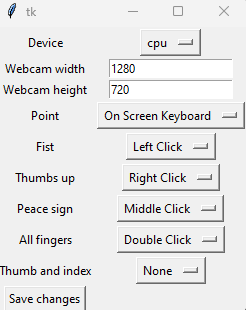 tk
Device cpu
Webcam width 1280
Webcam height 720
Point On Screen Keyboard
Fist Left Click
Thumbs up Right Click
Peace sign Middle Click
All fingers Double Click
Thumb and index None
Save changes